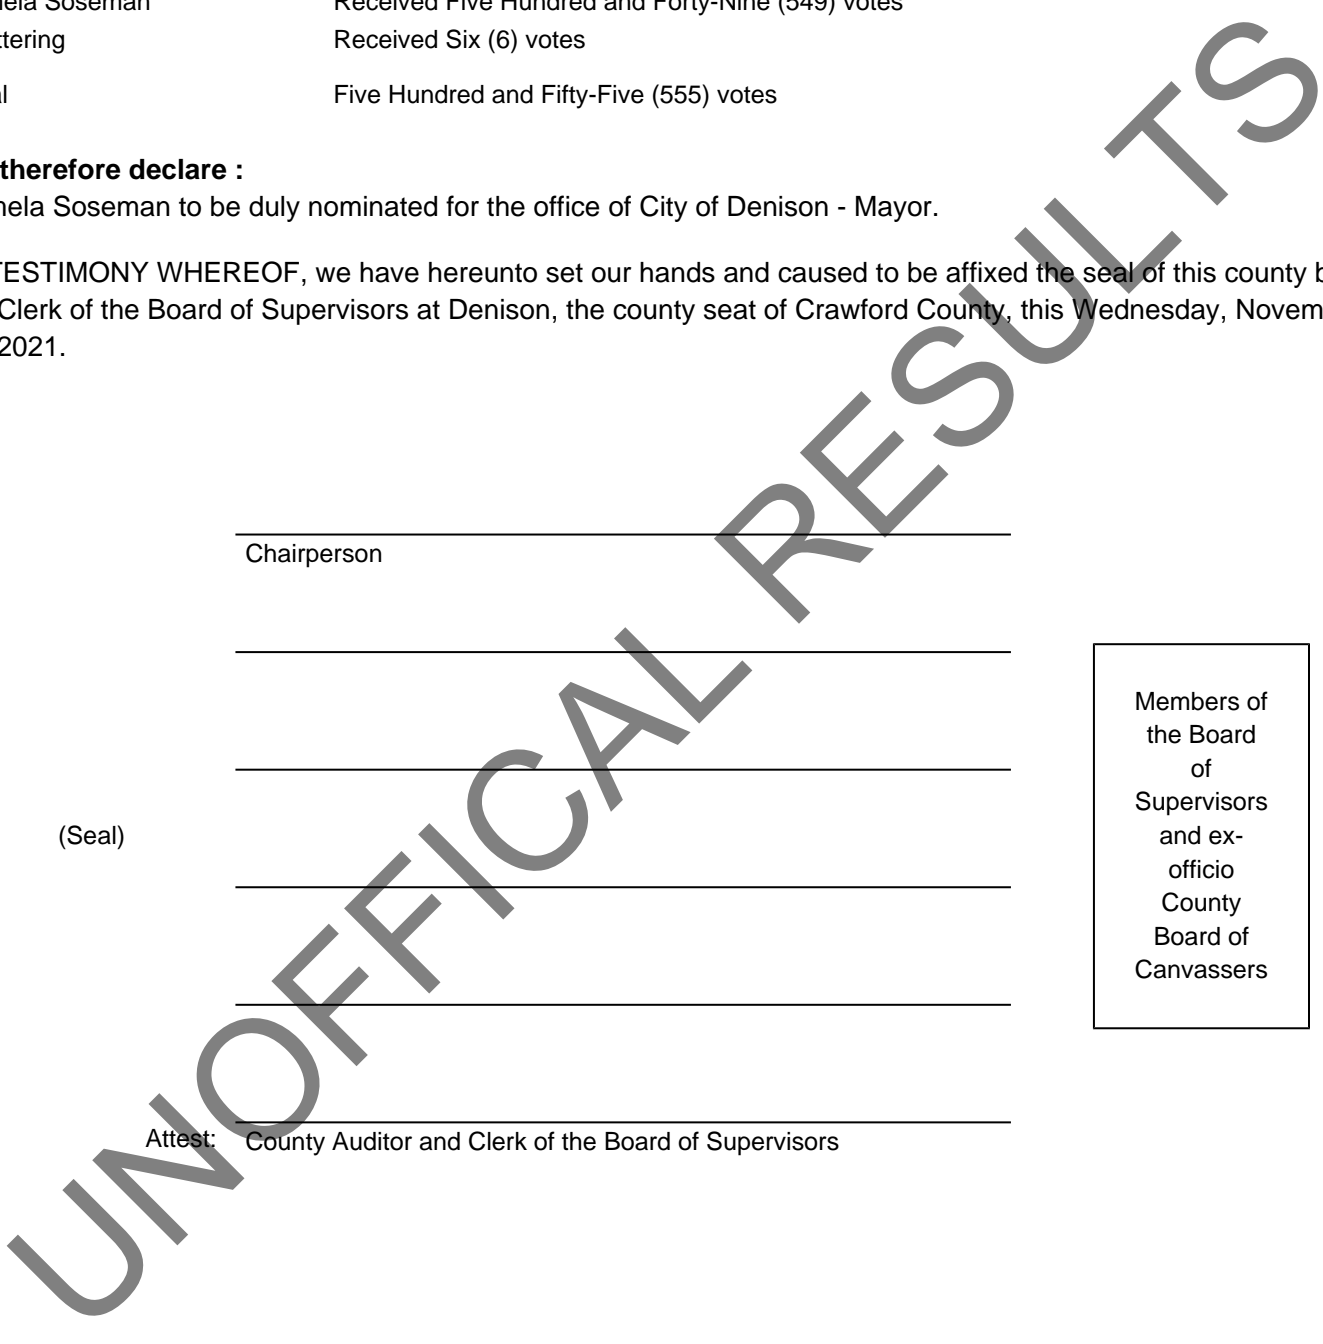 nela Soseman Received Five Hundred and Forty-Nine (549) votes
ttering Received Six (6) votes
al Five Hundred and Fifty-Five (555) votes
therefore declare :
nela Soseman to be duly nominated for the office of City of Denison - Mayor.
TESTIMONY WHEREOF, we have hereunto set our hands and caused to be affixed the seal of this county b
Clerk of the Board of Supervisors at Denison, the county seat of Crawford County, this Wednesday, Novem
2021.
Chairperson
Members of
the Board
of
Supervisors
and ex-
officio
County
Board of
Canvassers
(Seal)
Attest: County Auditor and Clerk of the Board of Supervisors
UNOFFICAL RESULTS